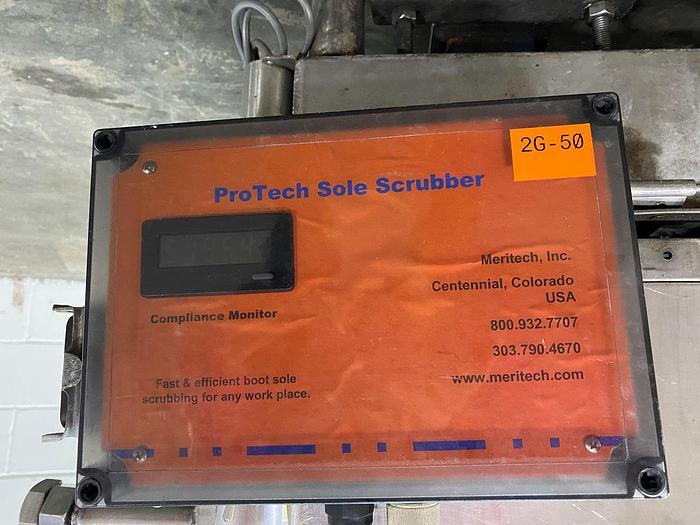 2G-50
ProTech Sole Scrubber
Meritech, Inc.
Centennial, Colorado
USA
800.932.7707
303.790.4670
www.meritech.com
Compliance Monitor
Fast & efficient boot sole
scrubbing for any work place.